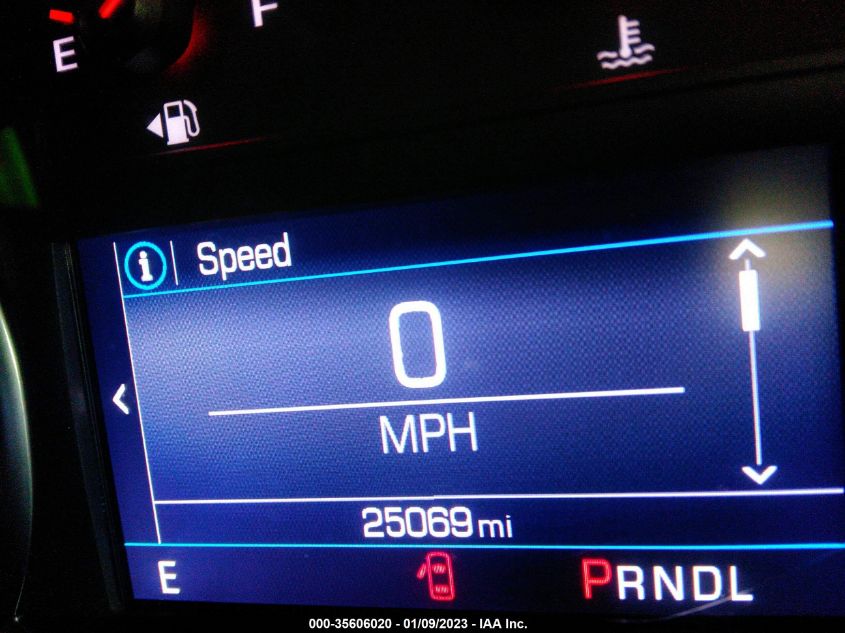 E F
Speed
0
MPH
25069 mi
E PRNDL
000-35606020 - 01/09/2023 - IAA Inc.